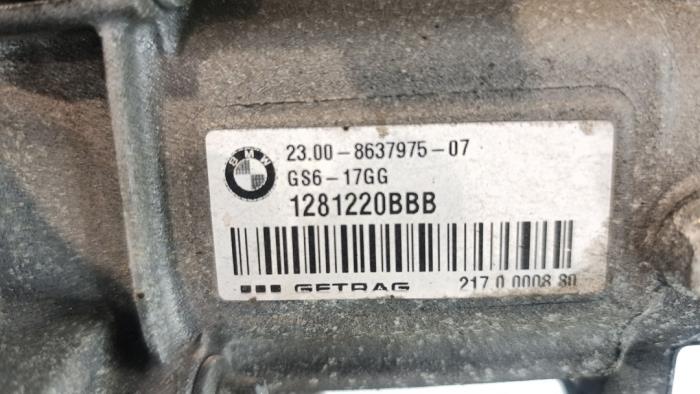 BMW
23.00-8637975-07
GS6-17GG
1281220BBB
GETRAG 217 0 0008 80